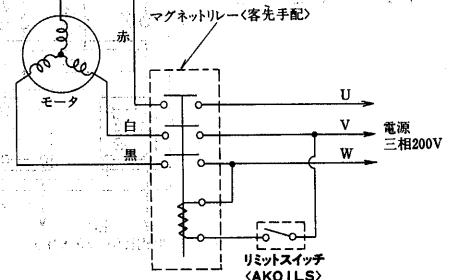 マグネットリレー〈客先手配〉
赤
モータ
白
黒
U
V
W
電源
三相200V
リミットスイッチ
〈AKOILS〉